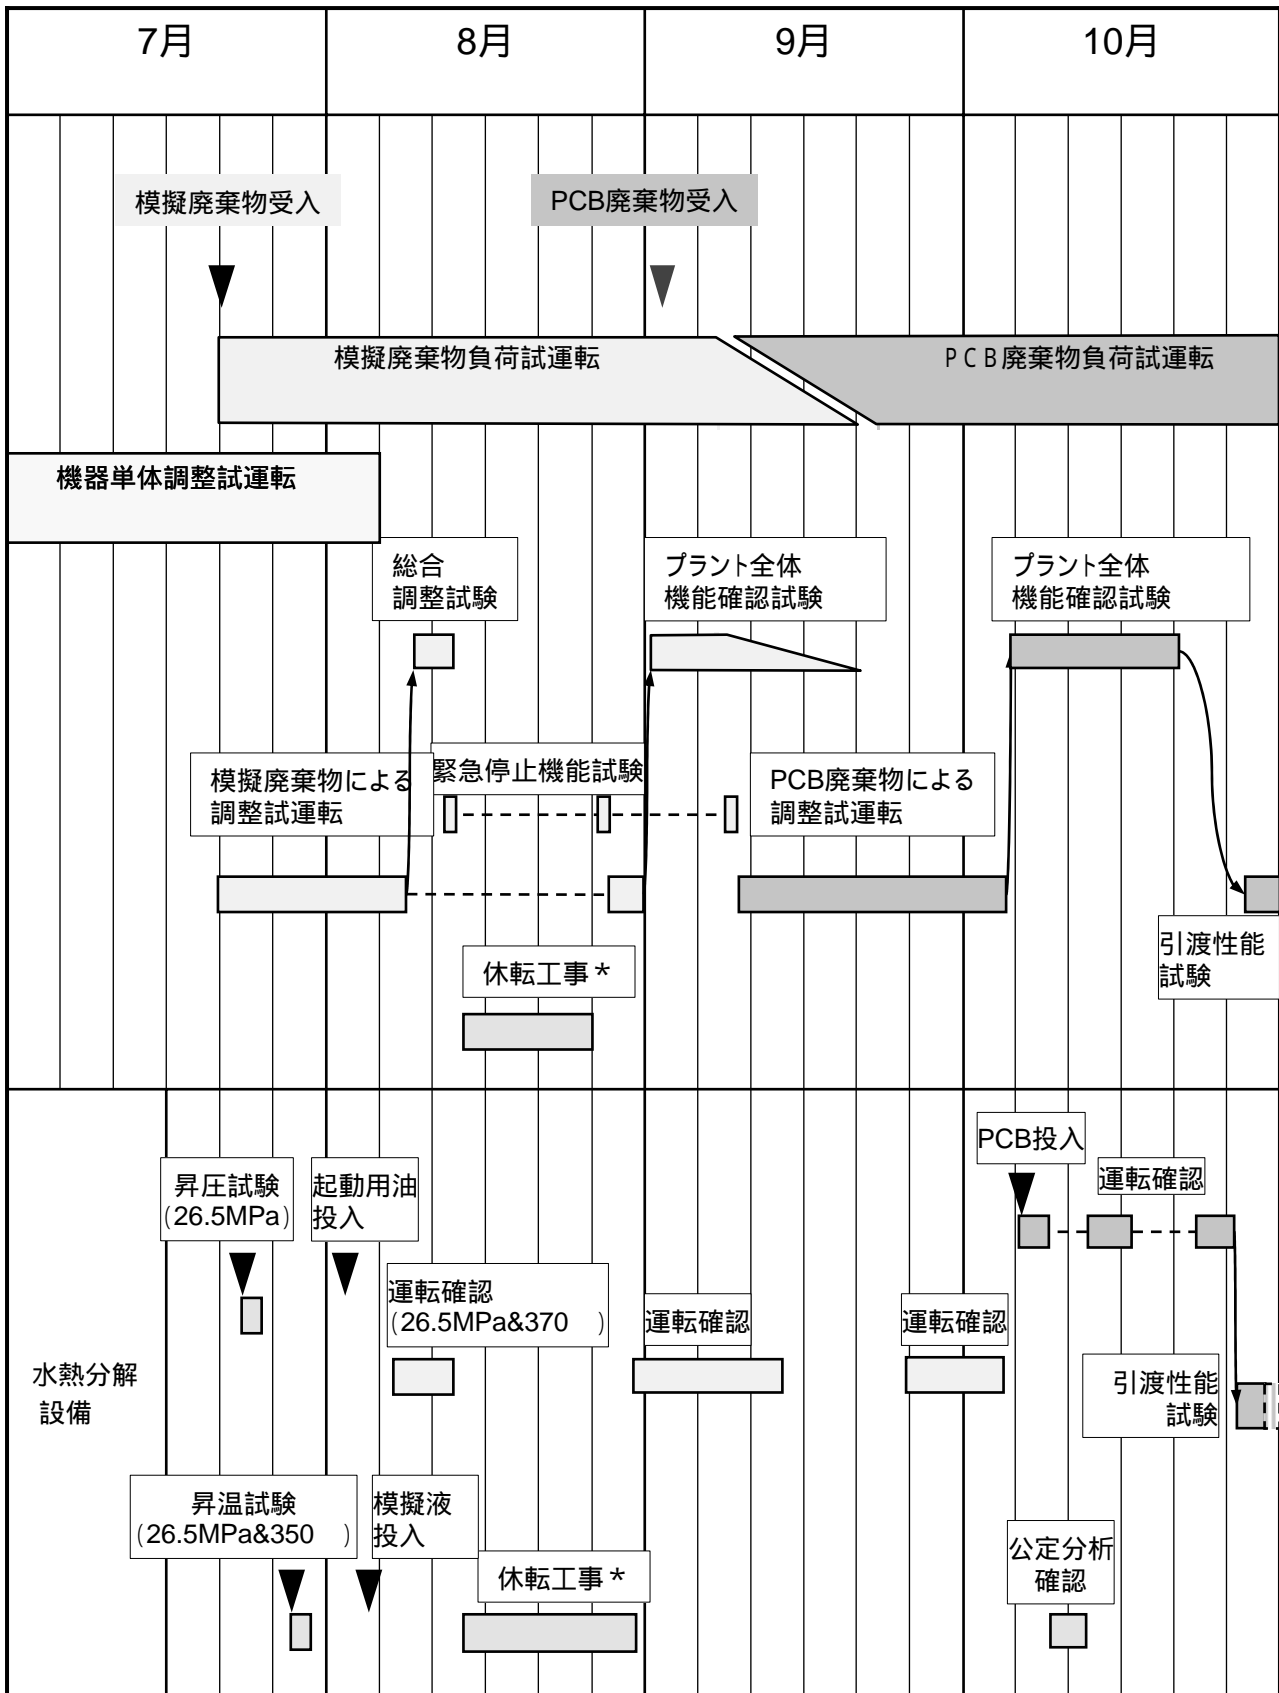 7月
8月
9月
10月
模擬廃棄物受入
PCB廃棄物受入
模擬廃棄物負荷試運転
PCB廃棄物負荷試運転
機器単体調整試運転
総合
調整試験
プラント全体
機能確認試験
プラント全体
機能確認試験
模擬廃棄物による
調整試運転
緊急停止機能試験
PCB廃棄物による
調整試運転
引渡性能
試験
休転工事*
PCB投入
運転確認
昇圧試験
(26.5MPa)
起動用油
投入
運転確認
(26.5MPa&370 )
運転確認
運転確認
水熱分解
設備
引渡性能
試験
昇温試験
(26.5MPa&350 )
模擬液
投入
休転工事*
公定分析
確認